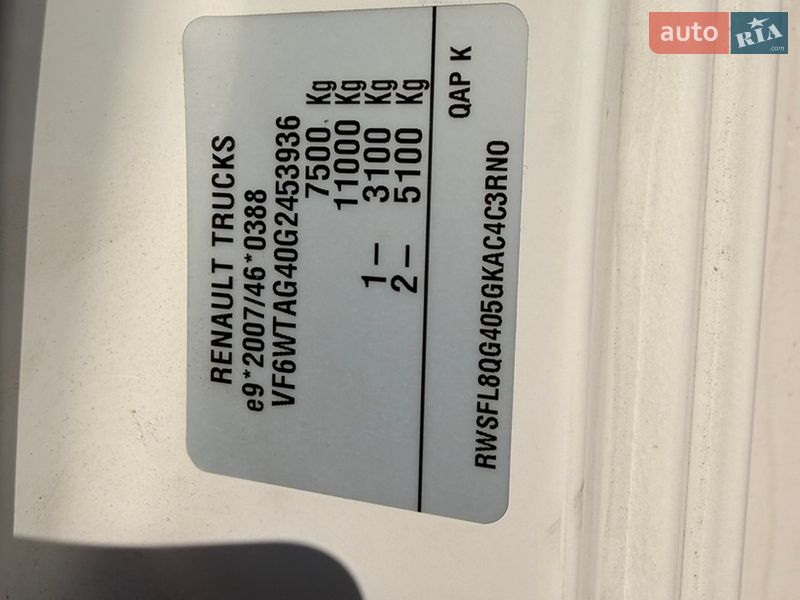 RENAULT TRUCKS
e9*2007/46*0388
VF6WTAG40G2453936
7500 Kg
11000 Kg
1– 3100 Kg
2– 5100 Kg
QAP K
RWSFL8QG405GKAC4C3RN0
auto RIA .com